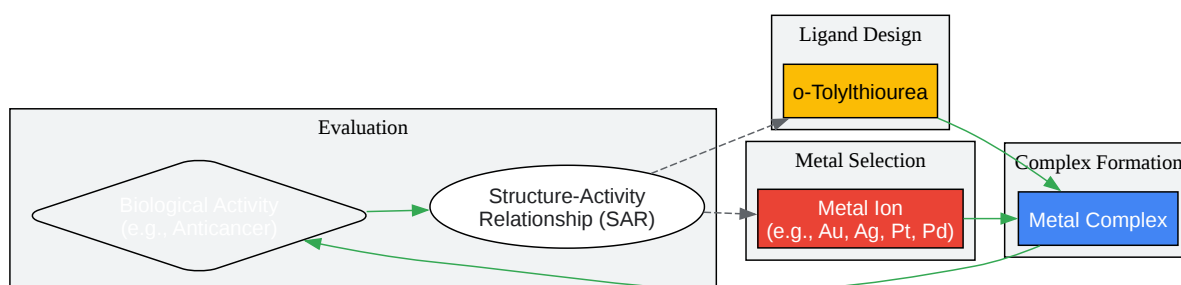 Ligand Design
o-Tolylthiourea
Evaluation
Biological Activity
(e.g., Anticancer)
Structure-Activity
Relationship (SAR)
Metal Selection
Metal Ion
(e.g., Au, Ag, Pt, Pd)
Complex Formation
Metal Complex